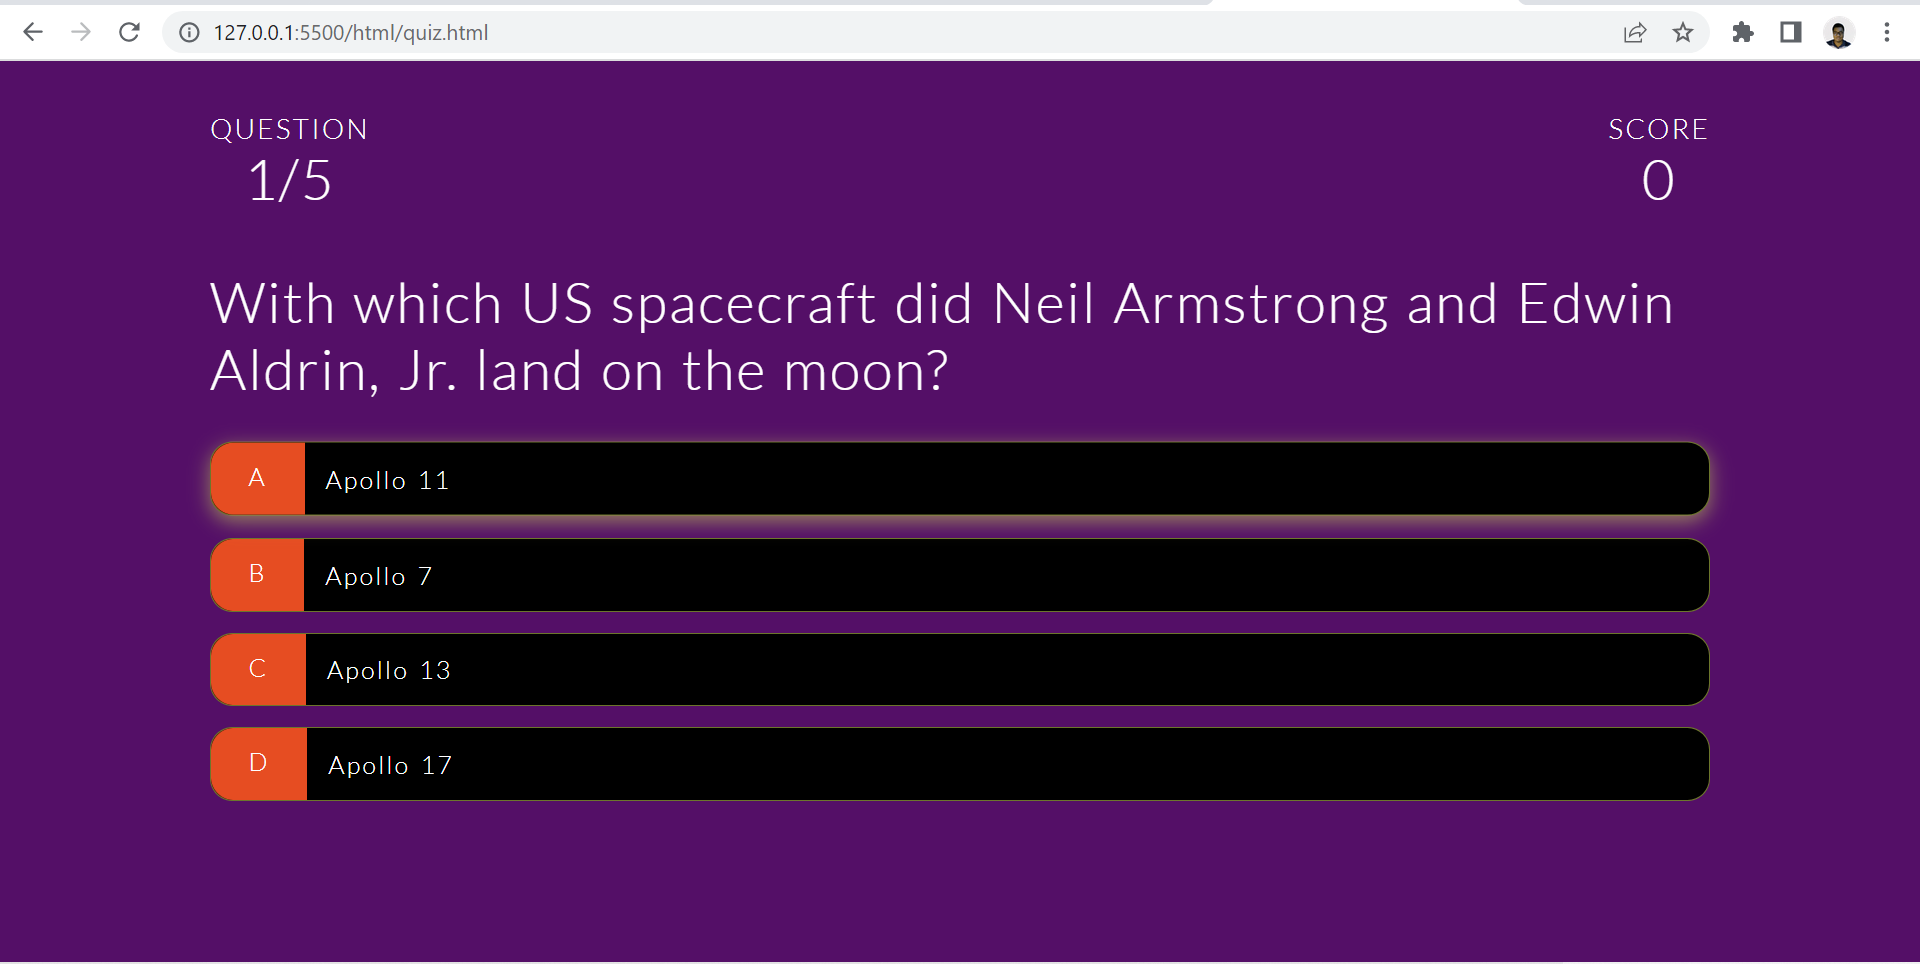 127.0.0.1:5500/html/quiz.html
QUESTION
1/5
SCORE
0
With which US spacecraft did Neil Armstrong and Edwin
Aldrin, Jr. land on the moon?
A Apollo 11
B Apollo 7
C Apollo 13
D Apollo 17